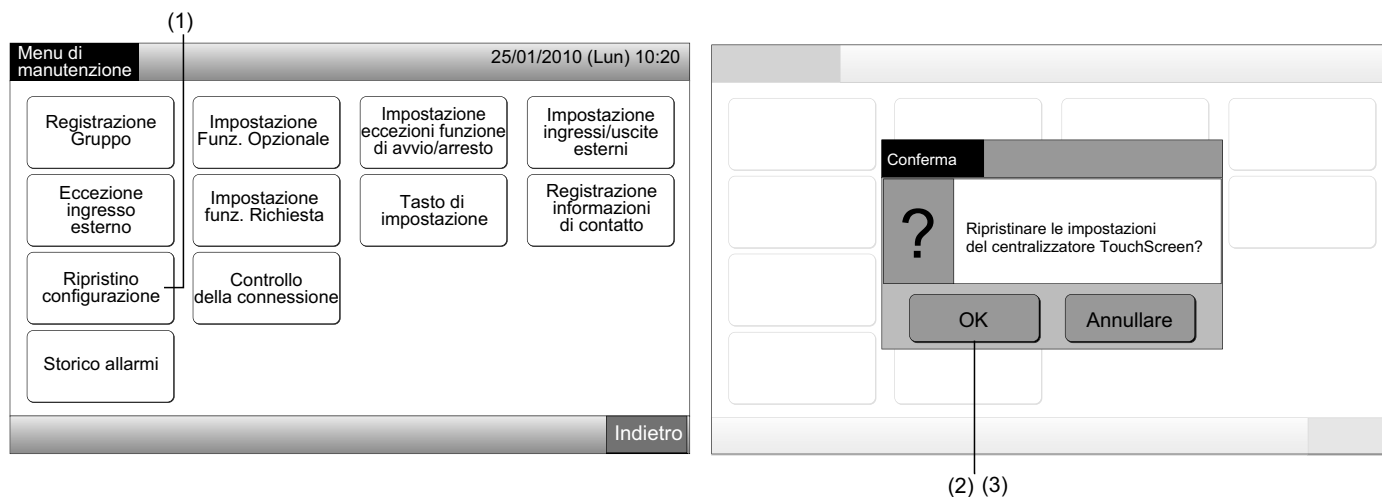 (1)
Menu di
manutenzione
25/01/2010 (Lun) 10:20
Registrazione
Gruppo
Impostazione
Funz. Opzionale
Impostazione
eccezioni funzione
di avvio/arresto
Impostazione
ingressi/uscite
esterni
Eccezione
ingresso
esterno
Impostazione
funz. Richiesta
Tasto di
impostazione
Registrazione
informazioni
di contatto
Ripristino
configurazione
Controllo
della connessione
Storico allarmi
Indietro
Conferma
?
Ripristinare le impostazioni
del centralizzatore TouchScreen?
OK
Annullare
(2) (3)